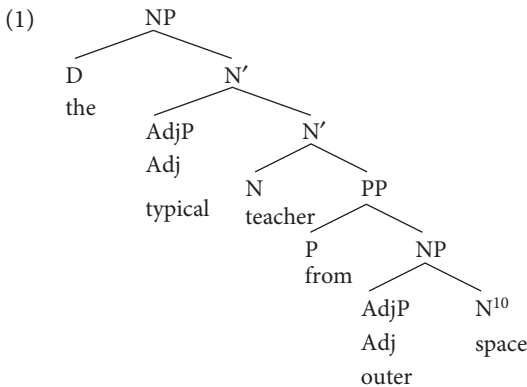 (1) NP
D N′
the
AdjP N′
Adj
typical N PP
teacher
P NP
from
AdjP N¹⁰
Adj space
outer